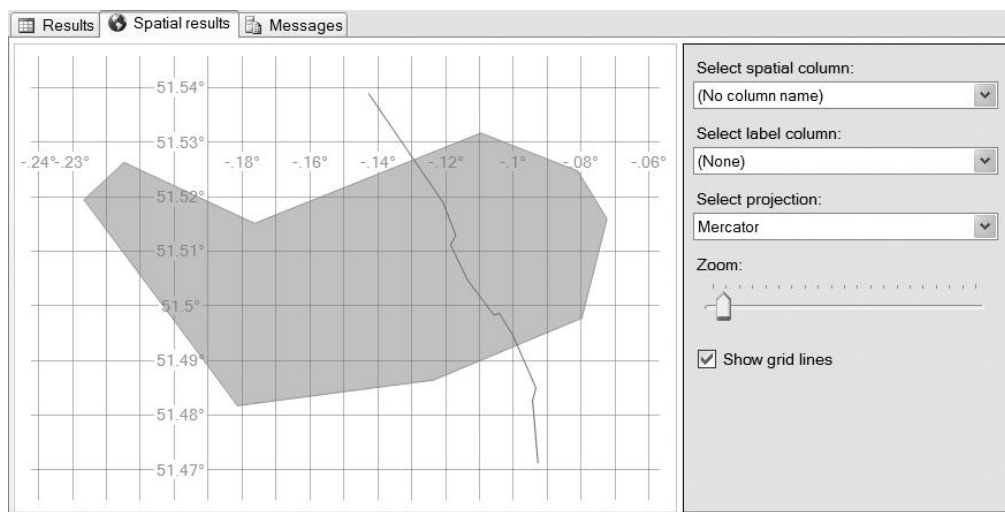 Results Spatial results Messages
51.54°
51.53°
-.24° -.23° -.18° -.16° -.14° -.12° -.1° -.08° -.06°
51.52°
51.51°
51.5°
51.49°
51.48°
51.47°
Select spatial column:
(No column name)
Select label column:
(None)
Select projection:
Mercator
Zoom:
Show grid lines